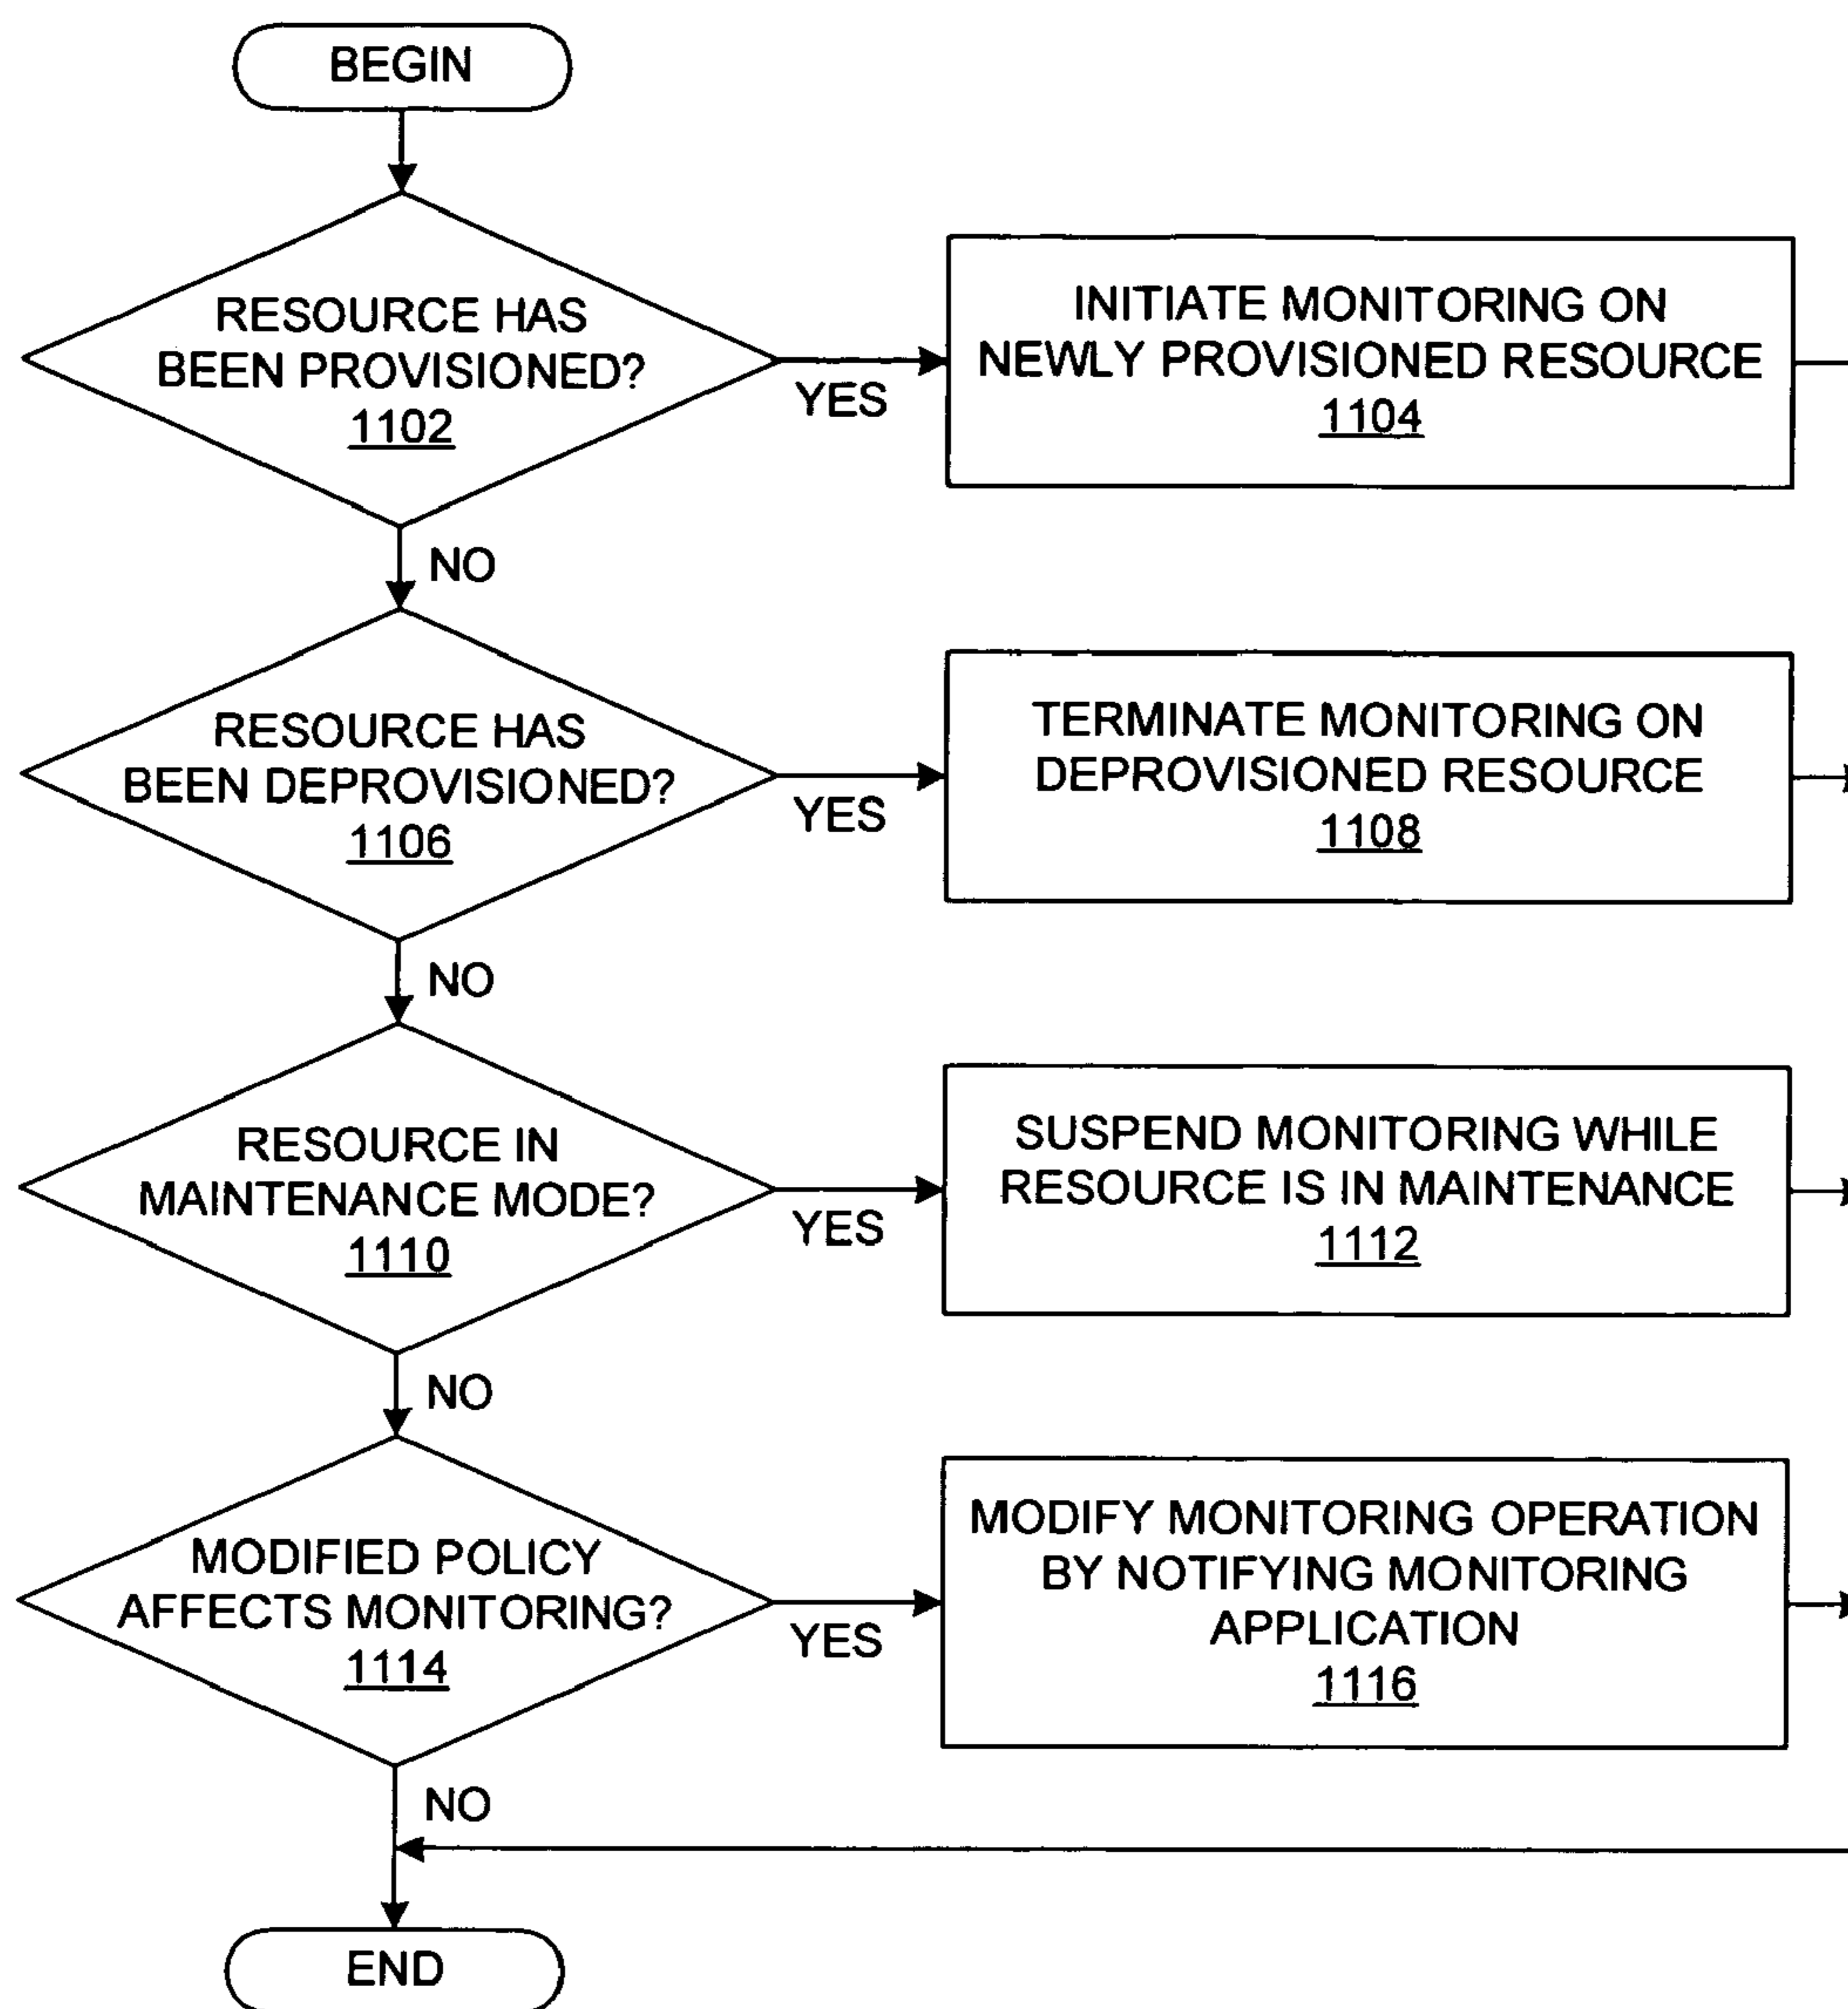 BEGIN
RESOURCE HAS
BEEN PROVISIONED?
1102
YES
INITIATE MONITORING ON
NEWLY PROVISIONED RESOURCE
1104
NO
RESOURCE HAS
BEEN DEPROVISIONED?
1106
YES
TERMINATE MONITORING ON
DEPROVISIONED RESOURCE
1108
NO
RESOURCE IN
MAINTENANCE MODE?
1110
YES
SUSPEND MONITORING WHILE
RESOURCE IS IN MAINTENANCE
1112
NO
MODIFIED POLICY
AFFECTS MONITORING?
1114
YES
MODIFY MONITORING OPERATION
BY NOTIFYING MONITORING
APPLICATION
1116
NO
END